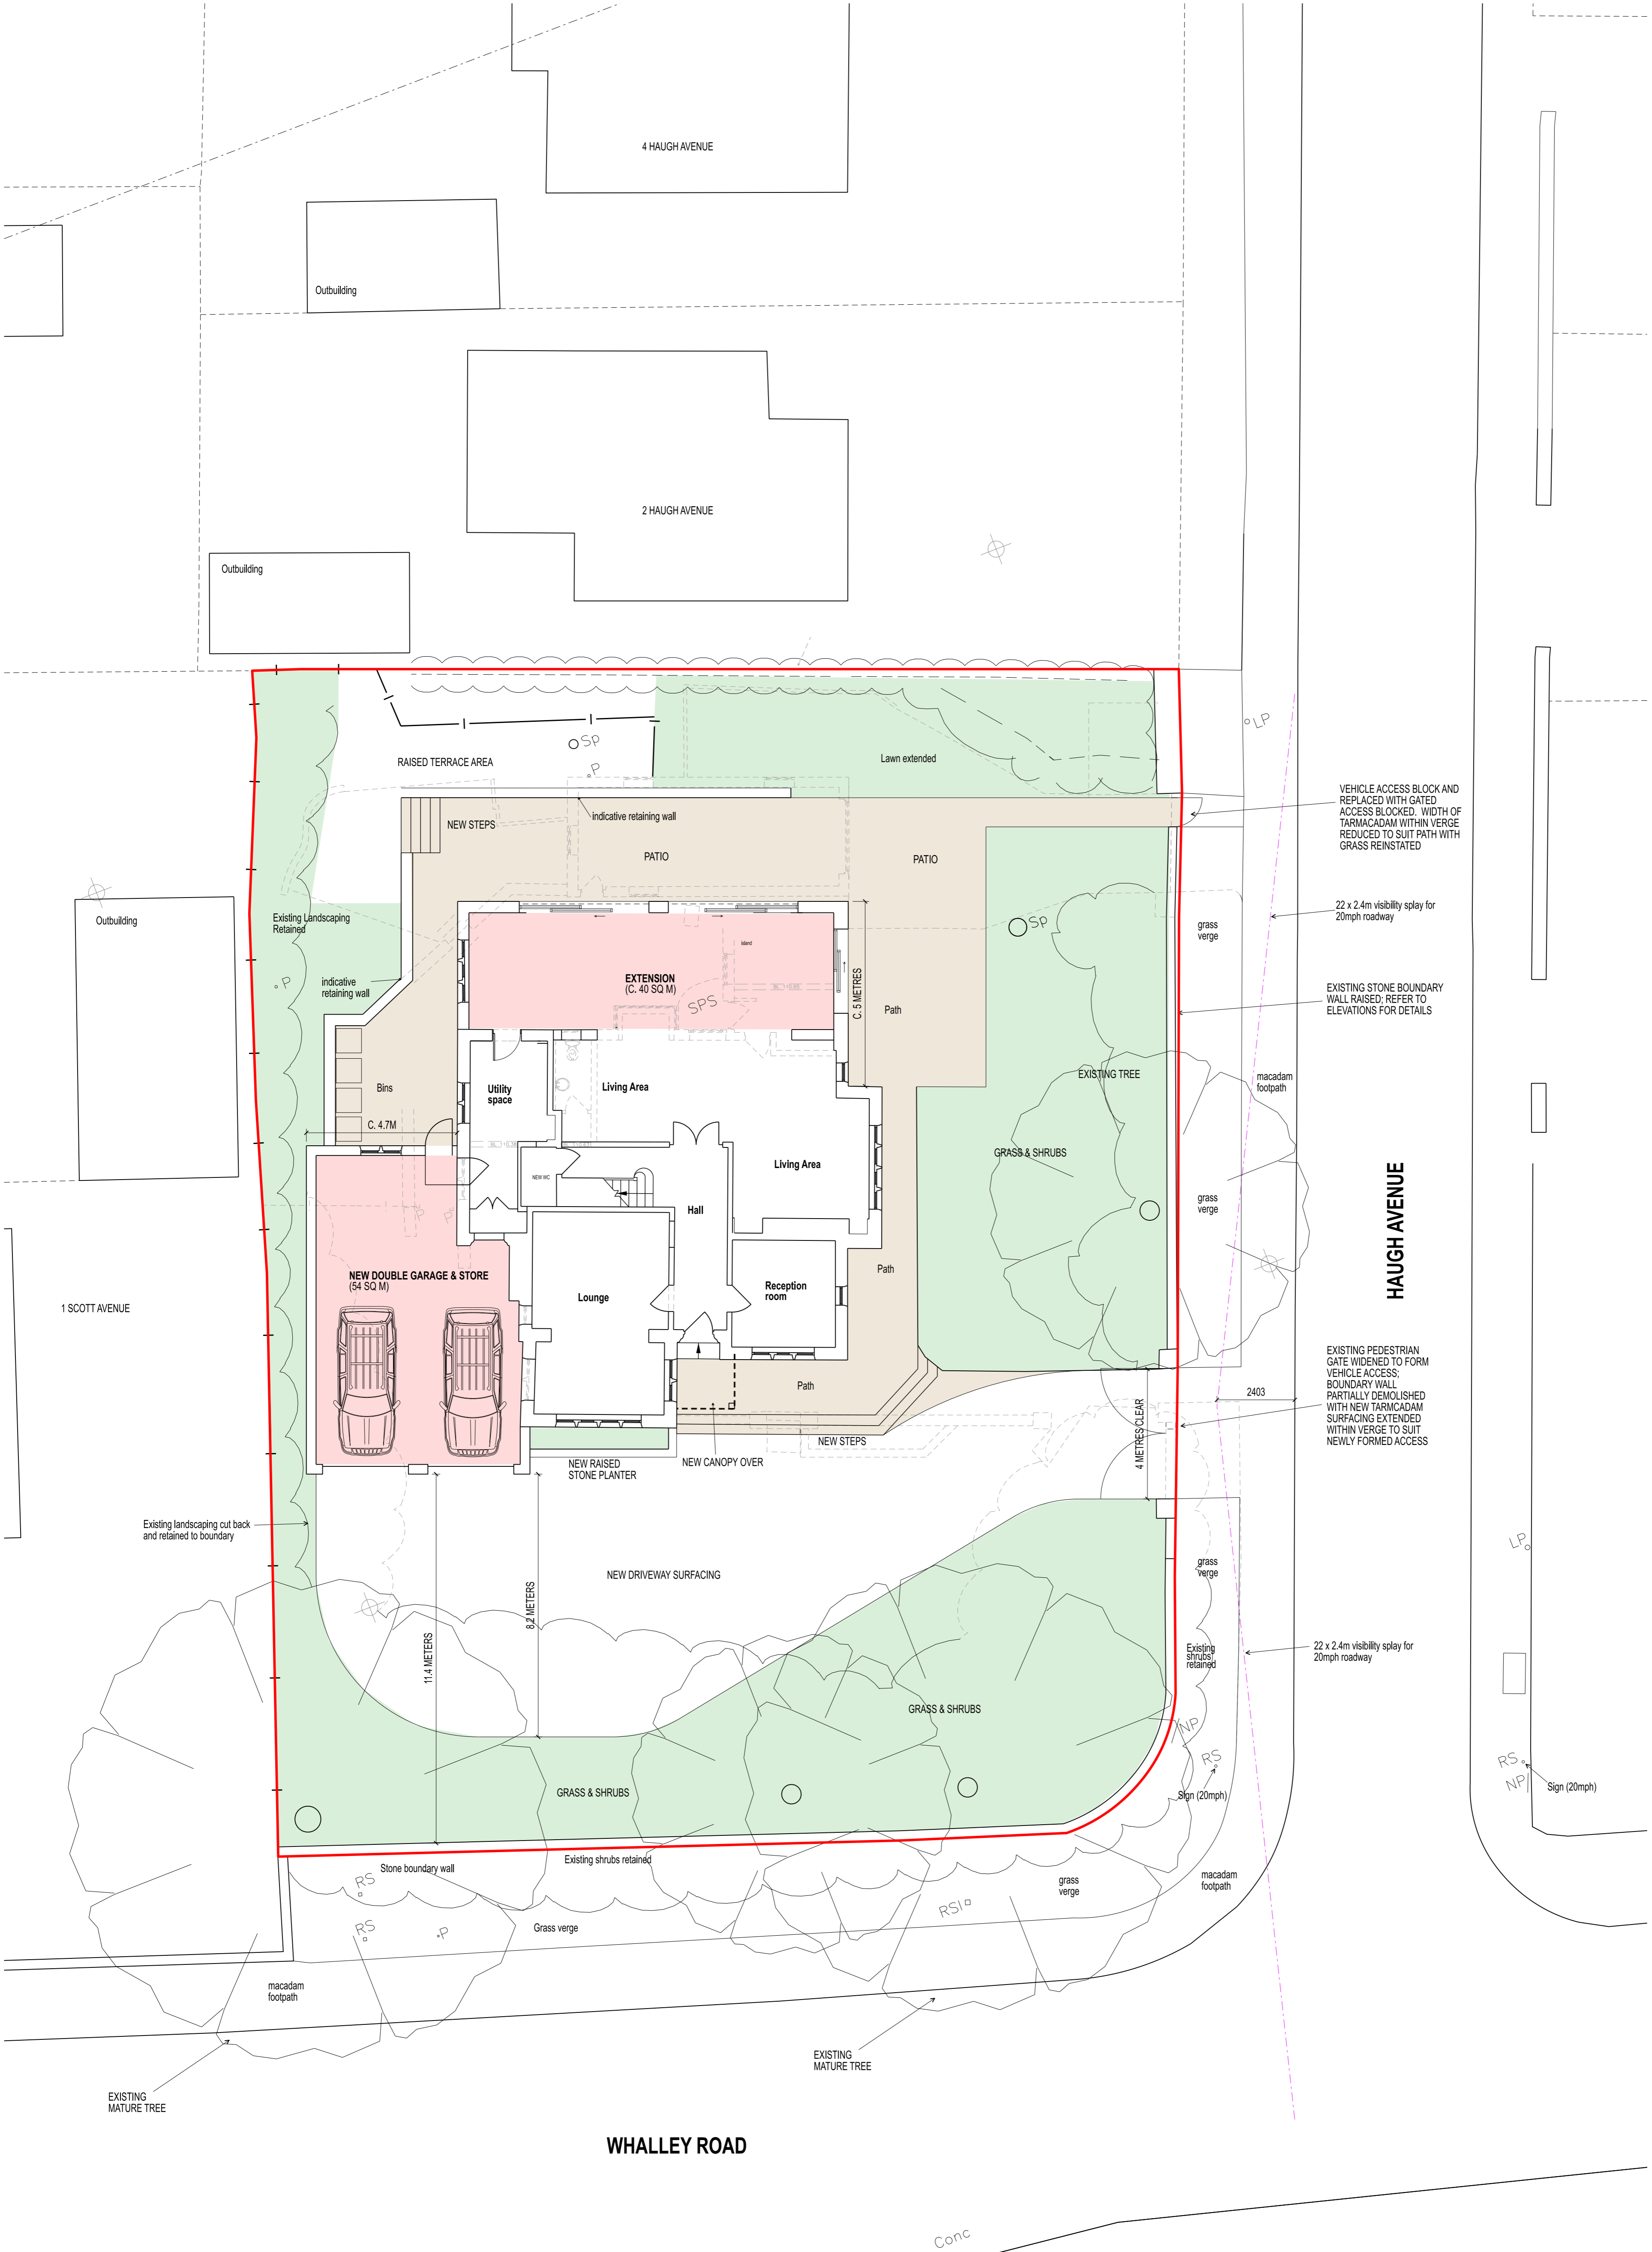 4 HAUGH AVENUE
Outbuilding
2 HAUGH AVENUE
Outbuilding
LP
Sp
RAISED TERRACE AREA
P
Lawn extended
VEHICLE ACCESS BLOCK AND
REPLACED WITH GATED
ACCESS BLOCKED. WIDTH OF
TARMACADAM WITHIN VERGE
REDUCED TO SUIT PATH WITH
GRASS REINSTATED
NEW STEPS
indicative retaining wall
PATIO
PATIO
Outbuilding
Existing Landscaping
Retained
Sp
grass
verge
22 x 2.4m visibility splay for
20mph roadway
Island
P
indicative
retaining wall
EXTENSION
(C. 40 SQ M)
SPS
C. 5 METRES
Path
EXISTING STONE BOUNDARY
WALL RAISED; REFER TO
ELEVATIONS FOR DETAILS
Bins
Utility
space
Living Area
EXISTING TREE
macadam
footpath
C. 4.7M
GRASS & SHRUBS
Living Area
NEW WC
Hall
grass
verge
HAUGH AVENUE
P
P
Path
NEW DOUBLE GARAGE & STORE
(54 SQ M)
Lounge
Reception
room
1 SCOTT AVENUE
EXISTING PEDESTRIAN
GATE WIDENED TO FORM
VEHICLE ACCESS;
BOUNDARY WALL
PARTIALLY DEMOLISHED
WITH NEW TARMCADAM
SURFACING EXTENDED
WITHIN VERGE TO SUIT
NEWLY FORMED ACCESS
Path
2403
4 METRES CLEAR
NEW STEPS
NEW RAISED
STONE PLANTER
NEW CANOPY OVER
Existing landscaping cut back
and retained to boundary
LP
grass
verge
NEW DRIVEWAY SURFACING
8.2 METERS
11.4 METERS
Existing
shrubs
retained
22 x 2.4m visibility splay for
20mph roadway
GRASS & SHRUBS
NP
RS
RS
NP
Sign (20mph)
Sign (20mph)
GRASS & SHRUBS
Existing shrubs retained
Stone boundary wall
RS
grass
verge
macadam
footpath
RSI
RS
P
Grass verge
macadam
footpath
EXISTING
MATURE TREE
EXISTING
MATURE TREE
WHALLEY ROAD
Conc